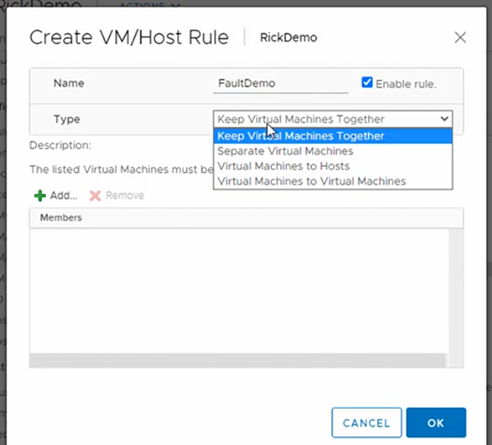 RickDemo ACTIONS
Create VM/Host Rule RickDemo
Name FaultDemo Enable rule.
Type Keep Virtual Machines Together
Keep Virtual Machines Together
Description: Separate Virtual Machines
Virtual Machines to Hosts
The listed Virtual Machines must be
Virtual Machines to Virtual Machines
Add... Remove
Members
CANCEL OK